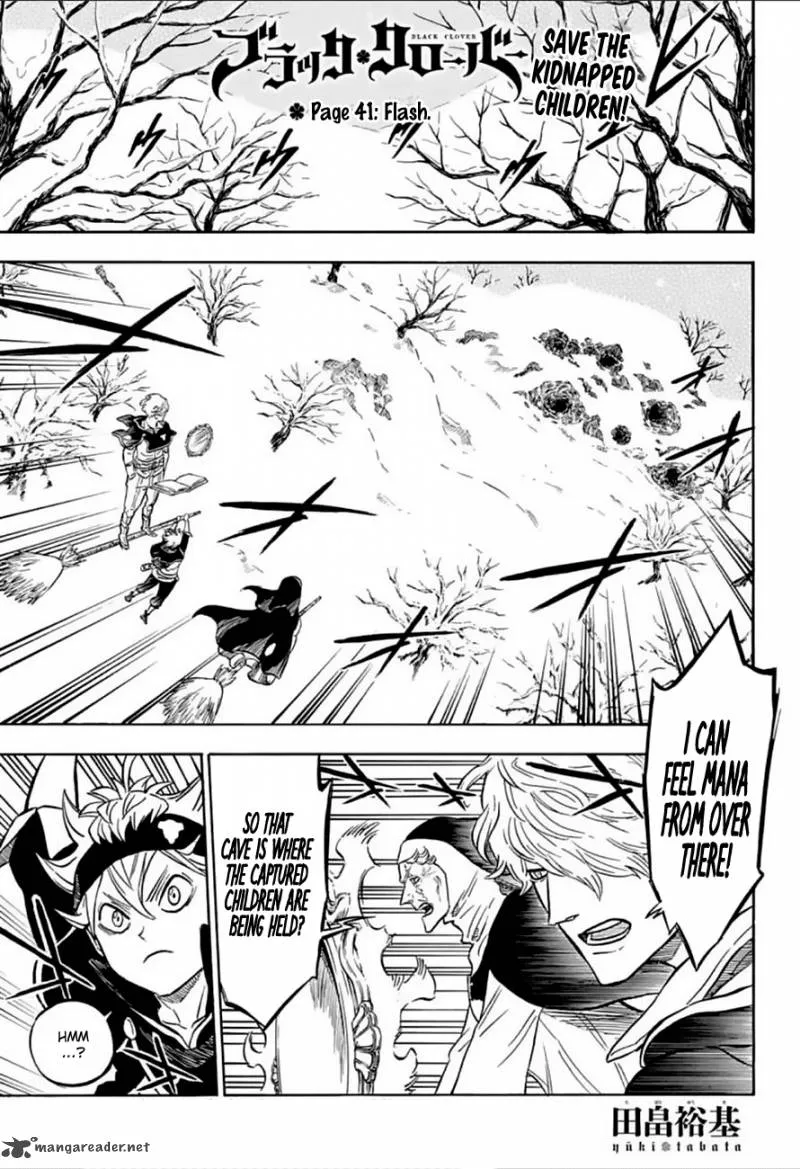 BLACK CLOVER
ブラック☘クローバー
Page 41: Flash.
SAVE THE
KIDNAPPED
CHILDREN!
I CAN
FEEL MANA
FROM OVER
THERE!
SO THAT
CAVE IS WHERE
THE CAPTURED
CHILDREN ARE
BEING HELD?
HMM
...?
田畠裕基
yūki tabata
mangareader.net